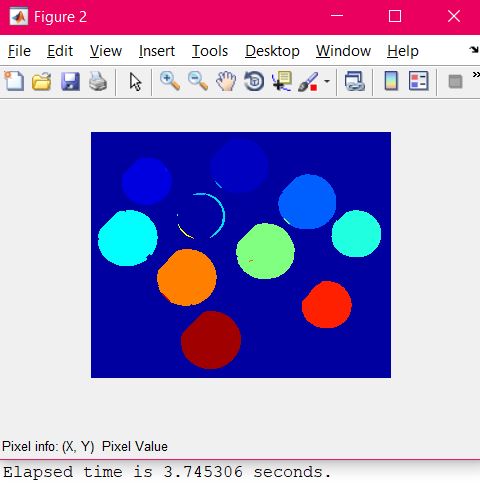 Figure 2
File Edit View Insert Tools Desktop Window Help
Pixel info: (X, Y) Pixel Value
Elapsed time is 3.745306 seconds.